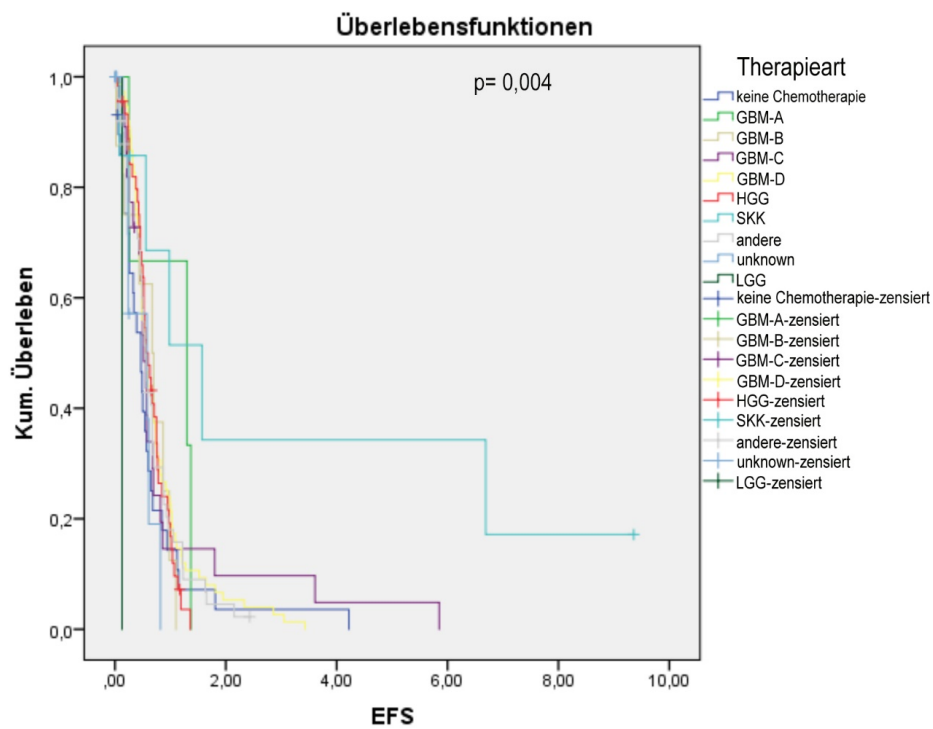 Überlebensfunktionen
p= 0,004
Kum. Überleben
1,0
0,8
0,6
0,4
0,2
0,0
,00
2,00
4,00
6,00
8,00
10,00
EFS
Therapieart
keine Chemotherapie
GBM-A
GBM-B
GBM-C
GBM-D
HGG
SKK
andere
unknown
LGG
keine Chemotherapie-zensiert
GBM-A-zensiert
GBM-B-zensiert
GBM-C-zensiert
GBM-D-zensiert
HGG-zensiert
SKK-zensiert
andere-zensiert
unknown-zensiert
LGG-zensiert